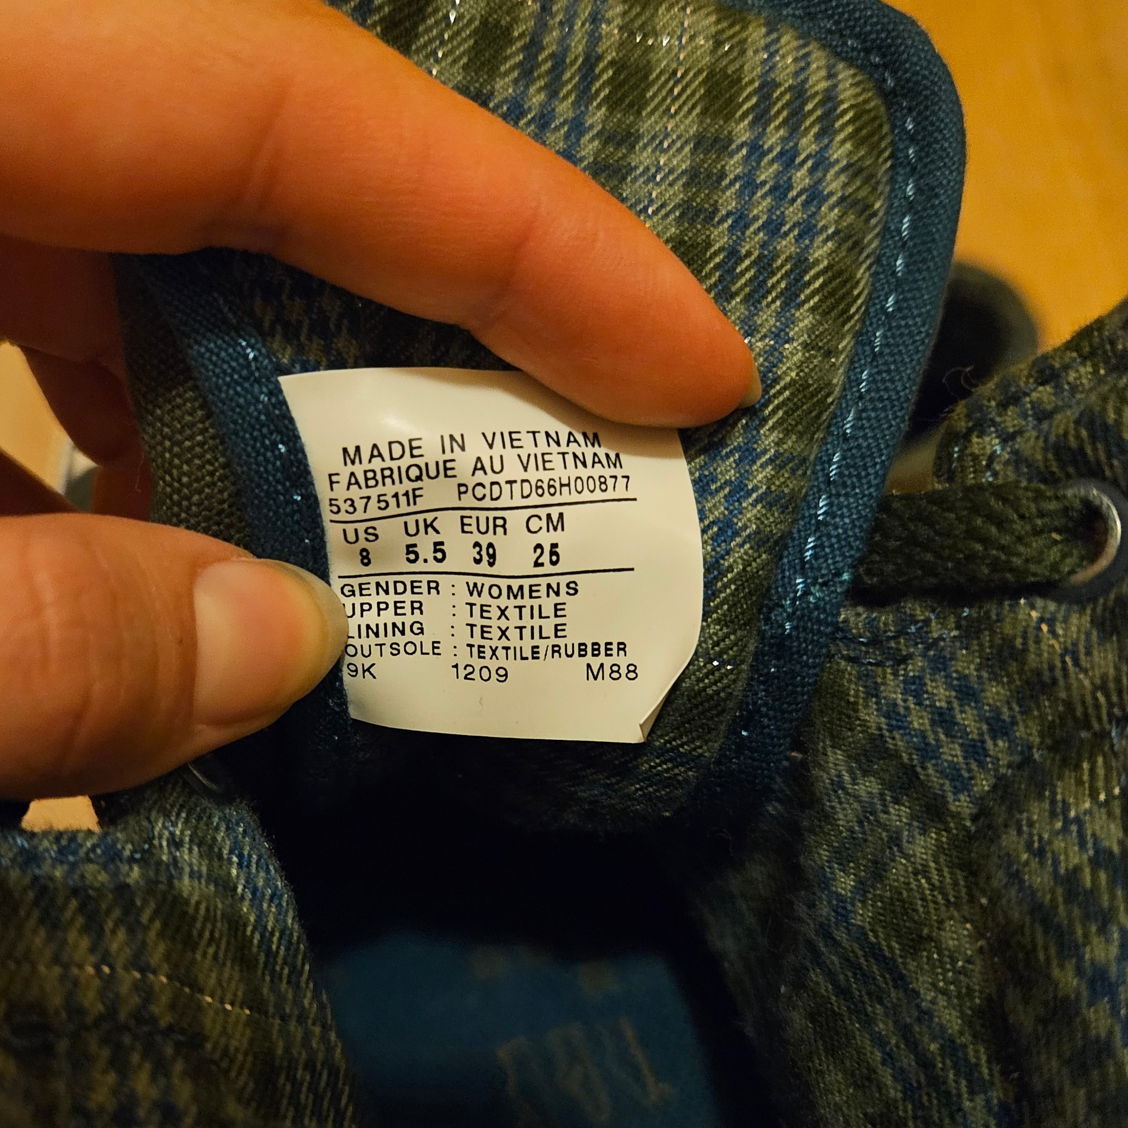 MADE IN VIETNAM
FABRIQUE AU VIETNAM
537511F PCDTD66H00877
US UK EUR CM
8 5.5 39 25
GENDER : WOMENS
UPPER : TEXTILE
LINING : TEXTILE
OUTSOLE : TEXTILE/RUBBER
9K 1209 M88